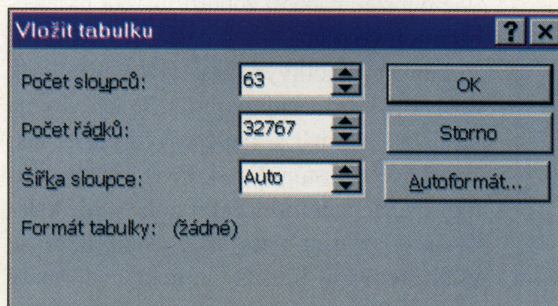 Vložit tabulku
Počet sloupců: 63 OK
Počet řádků: 32767 Storno
Šířka sloupce: Auto Autoformát...
Formát tabulky: (žádné)